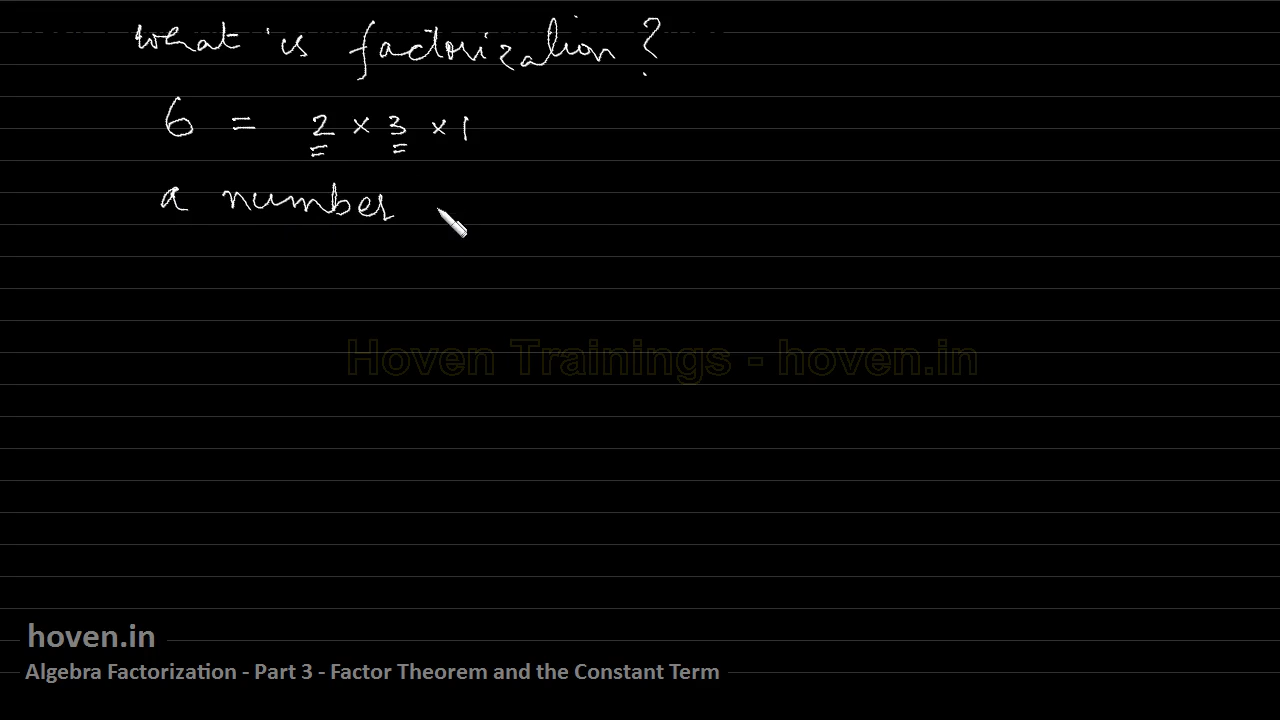 what is factorization?
6 = 2 × 3 × 1
a number
Hoven Trainings - hoven.in
hoven.in
Algebra Factorization - Part 3 - Factor Theorem and the Constant Term